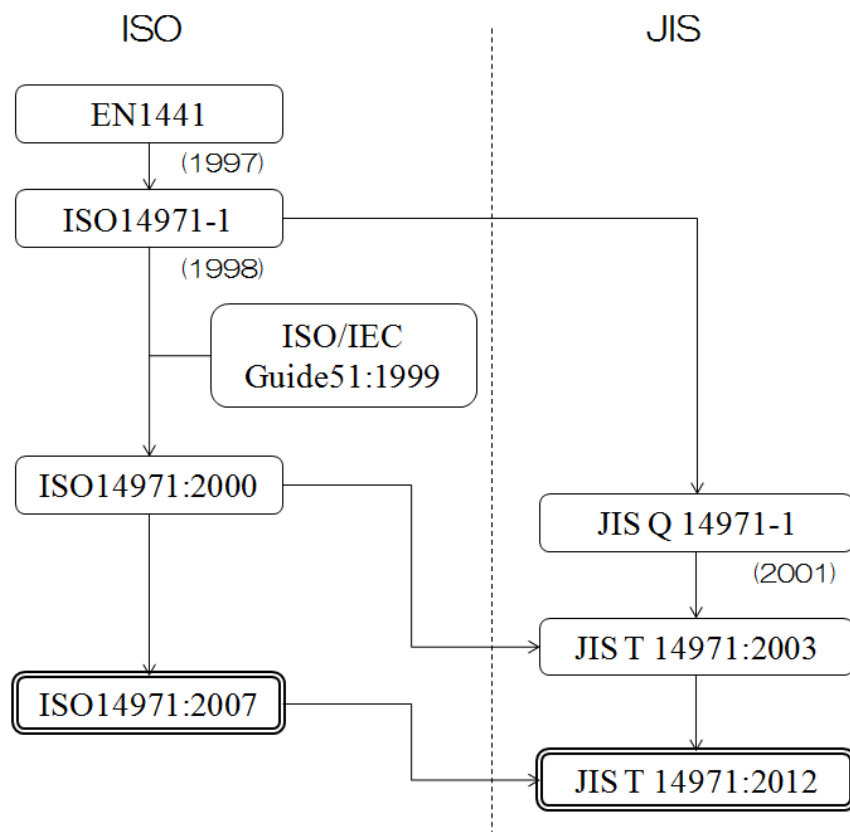 ISO
JIS
EN1441
(1997)
ISO14971-1
(1998)
ISO/IEC
Guide51:1999
ISO14971:2000
JIS Q 14971-1
(2001)
JIS T 14971:2003
ISO14971:2007
JIS T 14971:2012